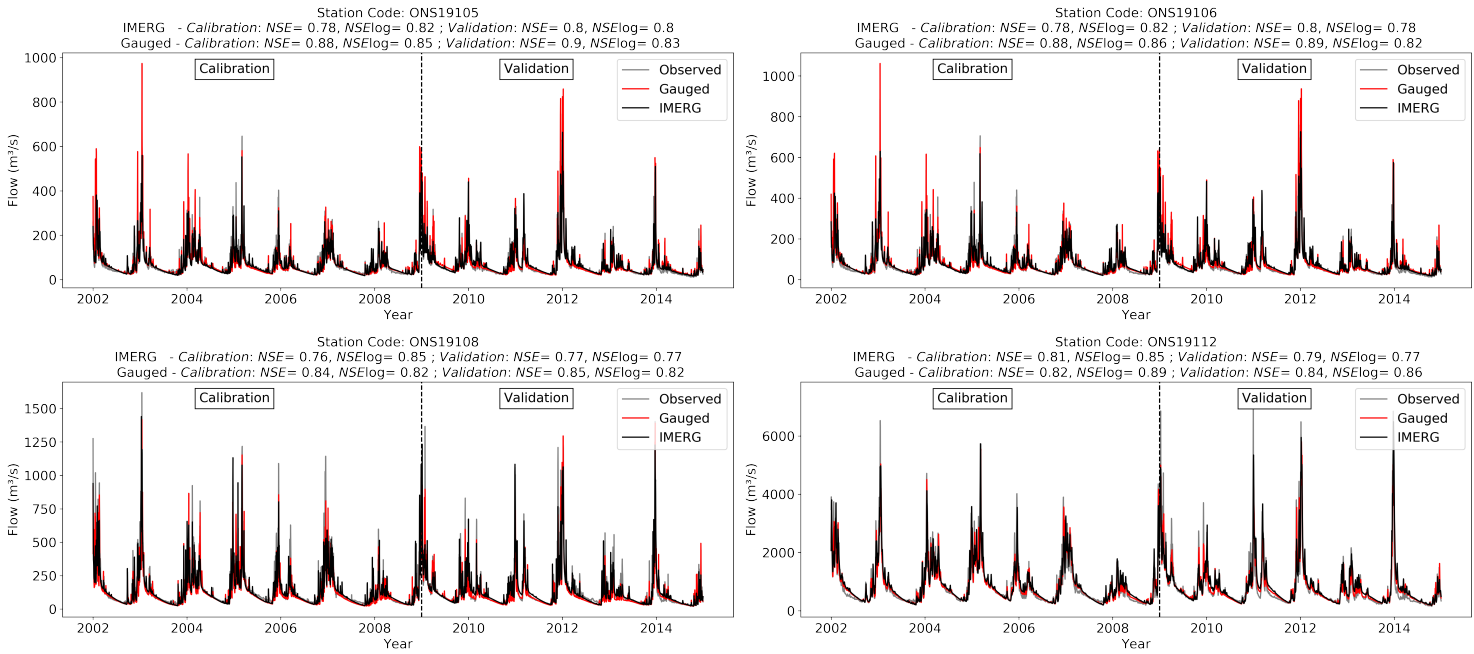 Station Code: ONS19105
IMERG - Calibration: NSE= 0.78, NSElog= 0.82 ; Validation: NSE= 0.8, NSElog= 0.8
Gauged - Calibration: NSE= 0.88, NSElog= 0.85 ; Validation: NSE= 0.9, NSElog= 0.83
Calibration
Validation
Observed
Gauged
IMERG
1000
800
600
400
200
0
Flow (m³/s)
2002 2004 2006 2008 2010 2012 2014
Year
Station Code: ONS19106
IMERG - Calibration: NSE= 0.78, NSElog= 0.82 ; Validation: NSE= 0.8, NSElog= 0.78
Gauged - Calibration: NSE= 0.88, NSElog= 0.86 ; Validation: NSE= 0.89, NSElog= 0.82
Calibration
Validation
Observed
Gauged
IMERG
1000
800
600
400
200
0
Flow (m³/s)
2002 2004 2006 2008 2010 2012 2014
Year
Station Code: ONS19108
IMERG - Calibration: NSE= 0.76, NSElog= 0.85 ; Validation: NSE= 0.77, NSElog= 0.77
Gauged - Calibration: NSE= 0.84, NSElog= 0.82 ; Validation: NSE= 0.85, NSElog= 0.82
Calibration
Validation
Observed
Gauged
IMERG
1500
1250
1000
750
500
250
0
Flow (m³/s)
2002 2004 2006 2008 2010 2012 2014
Year
Station Code: ONS19112
IMERG - Calibration: NSE= 0.81, NSElog= 0.85 ; Validation: NSE= 0.79, NSElog= 0.77
Gauged - Calibration: NSE= 0.82, NSElog= 0.89 ; Validation: NSE= 0.84, NSElog= 0.86
Calibration
Validation
Observed
Gauged
IMERG
6000
4000
2000
0
Flow (m³/s)
2002 2004 2006 2008 2010 2012 2014
Year